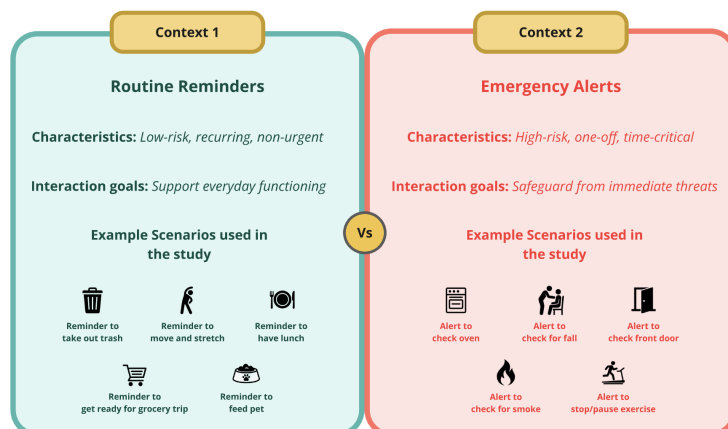 Context 1
Routine Reminders
Characteristics: Low-risk, recurring, non-urgent
Interaction goals: Support everyday functioning
Example Scenarios used in
the study
Reminder to
take out trash
Reminder to
move and stretch
Reminder to
have lunch
Reminder to
get ready for grocery trip
Reminder to
feed pet
Vs
Context 2
Emergency Alerts
Characteristics: High-risk, one-off, time-critical
Interaction goals: Safeguard from immediate threats
Example Scenarios used in
the study
Alert to
check oven
Alert to
check for fall
Alert to
check front door
Alert to
check for smoke
Alert to
stop/pause exercise